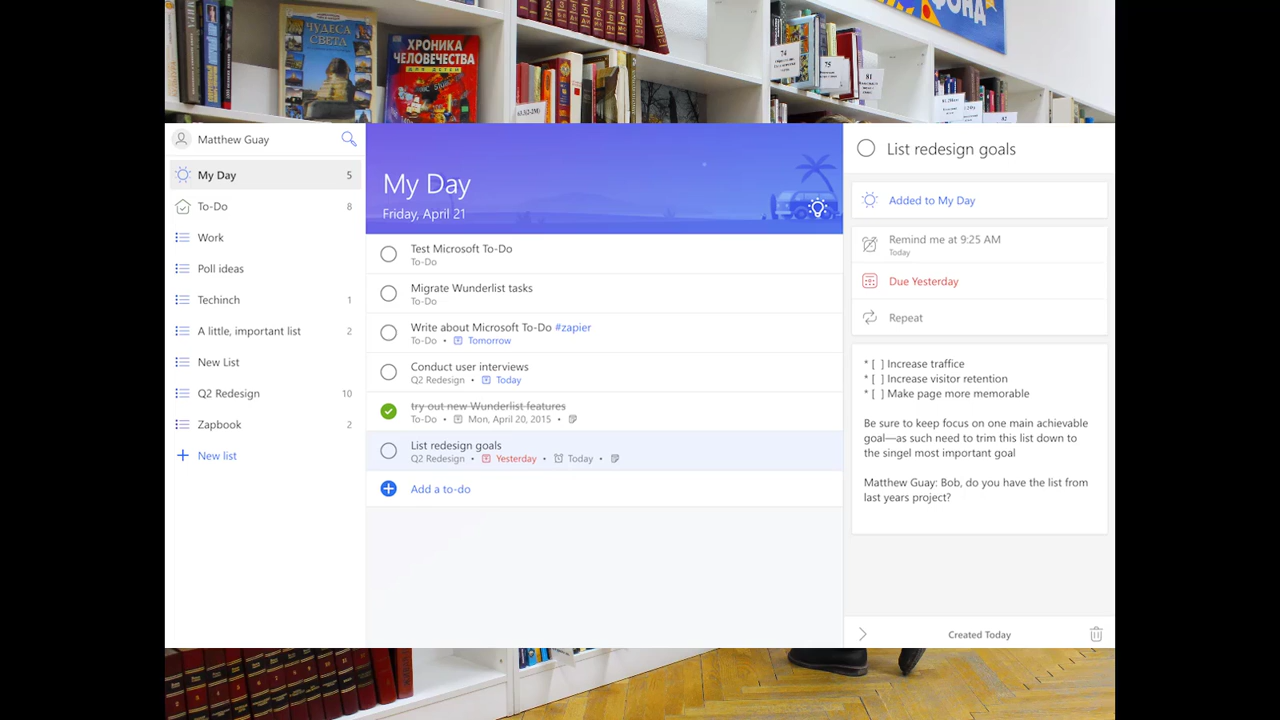 ЧУДЕСА
СВЕТА
ХРОНИКА
ЧЕЛОВЕЧЕСТВА
ДЛЯ ДЕТЕЙ
ФОНА
74
75
81
Matthew Guay
My Day 5
To-Do 8
Work
Poll ideas
Techinch 1
A little, important list 2
New List
Q2 Redesign 10
Zapbook 2
New list
My Day
Friday, April 21
Test Microsoft To-Do
To-Do
Migrate Wunderlist tasks
To-Do
Write about Microsoft To-Do #zapier
To-Do • Tomorrow
Conduct user interviews
Q2 Redesign • Today
try out new Wunderlist features
To-Do • Mon, April 20, 2015 •
List redesign goals
Q2 Redesign • Yesterday • Today •
Add a to-do
List redesign goals
Added to My Day
Remind me at 9:25 AM
Today
Due Yesterday
Repeat
* [ ] Increase traffice
* [ ] Increase visitor retention
* [ ] Make page more memorable
Be sure to keep focus on one main achievable
goal—as such need to trim this list down to
the singel most important goal
Matthew Guay: Bob, do you have the list from
last years project?
Created Today